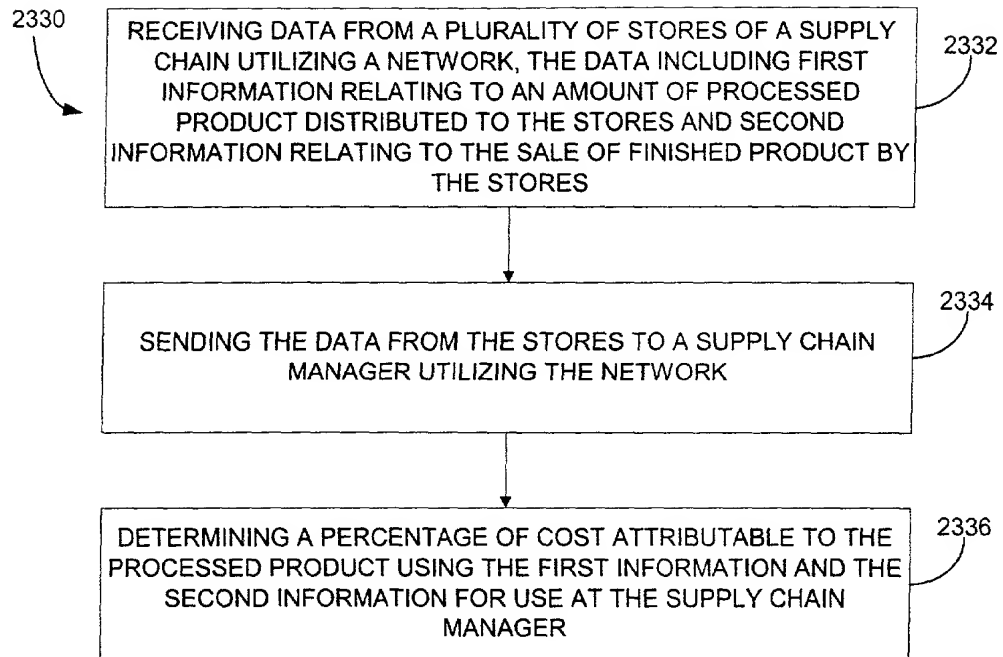 2330
RECEIVING DATA FROM A PLURALITY OF STORES OF A SUPPLY
CHAIN UTILIZING A NETWORK, THE DATA INCLUDING FIRST
INFORMATION RELATING TO AN AMOUNT OF PROCESSED
PRODUCT DISTRIBUTED TO THE STORES AND SECOND
INFORMATION RELATING TO THE SALE OF FINISHED PRODUCT BY
THE STORES
2332
SENDING THE DATA FROM THE STORES TO A SUPPLY CHAIN
MANAGER UTILIZING THE NETWORK
2334
DETERMINING A PERCENTAGE OF COST ATTRIBUTABLE TO THE
PROCESSED PRODUCT USING THE FIRST INFORMATION AND THE
SECOND INFORMATION FOR USE AT THE SUPPLY CHAIN
MANAGER
2336